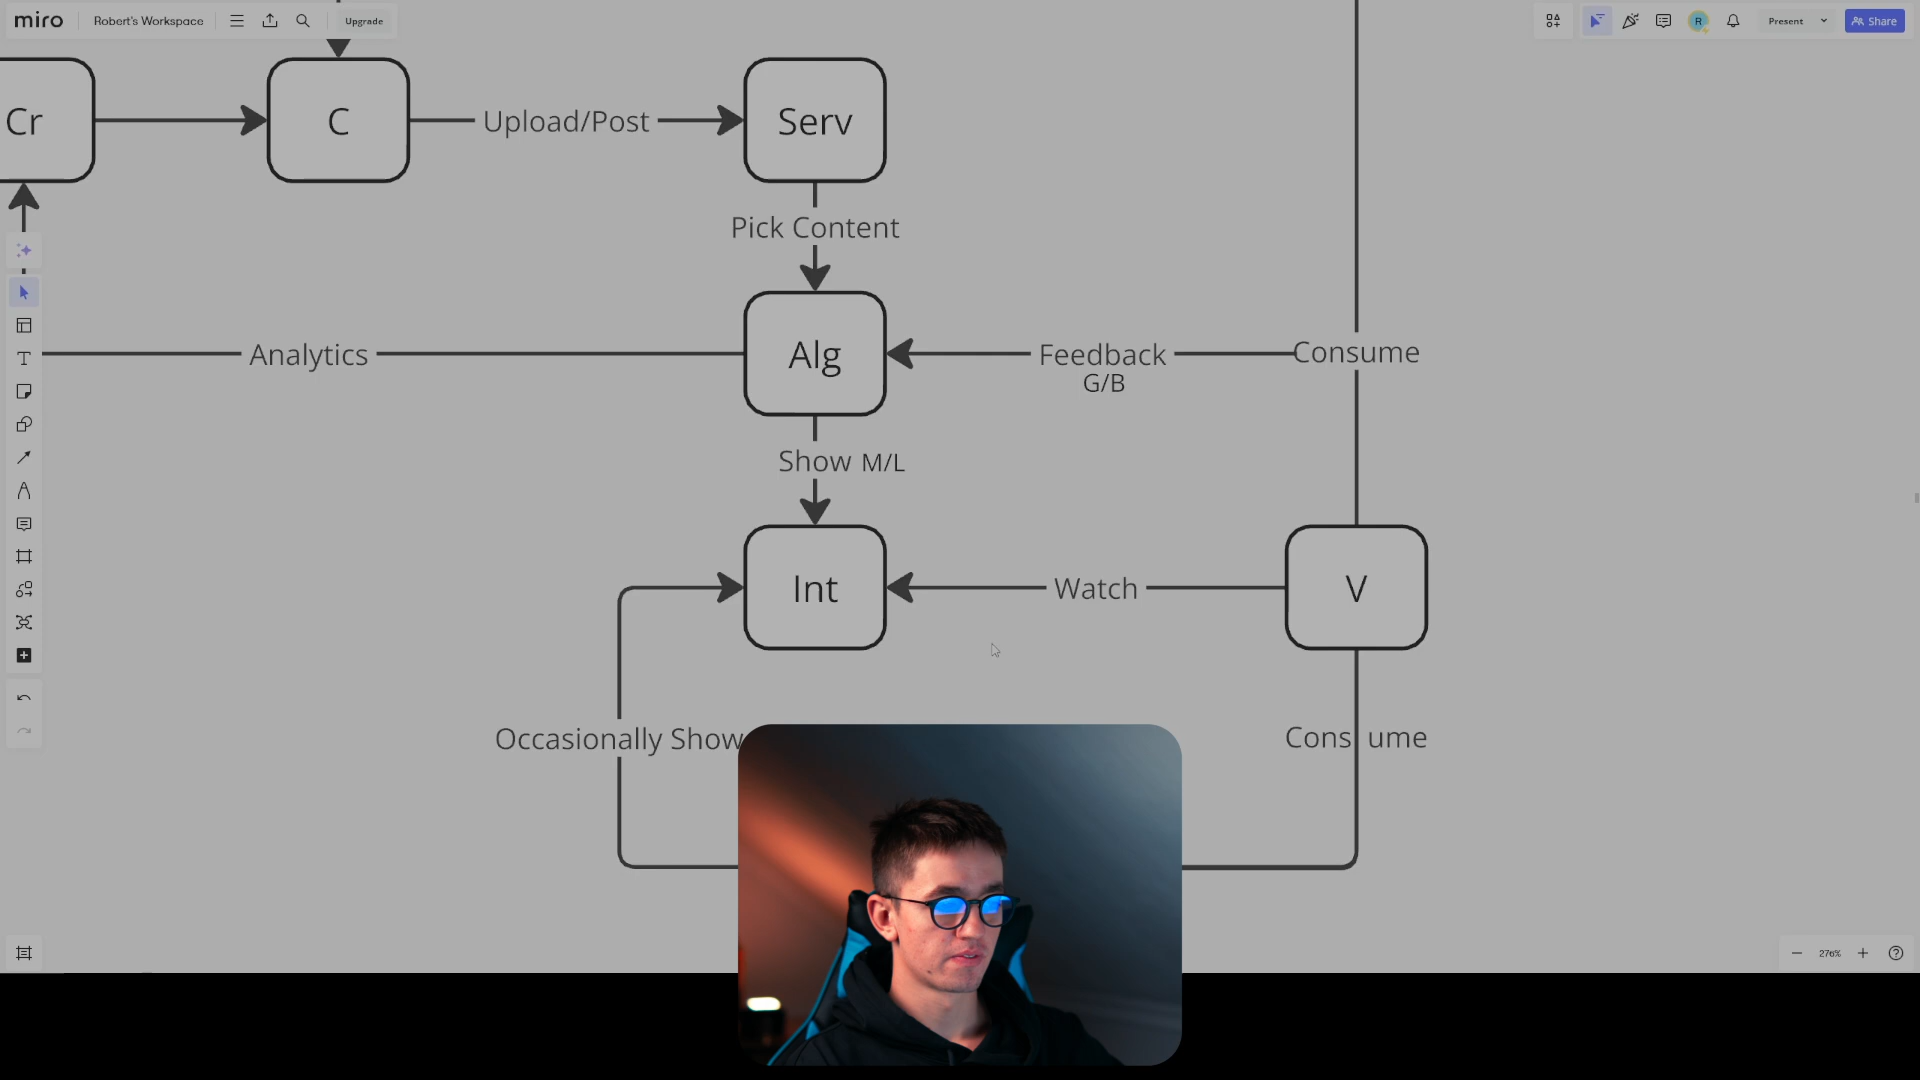 miro
Robert's Workspace
Upgrade
R
Present
Share
Cr
C
Upload/Post
Serv
Pick Content
Analytics
Alg
Feedback
G/B
Consume
Show M/L
Int
Watch
V
Occasionally Show
Cons ume
276%